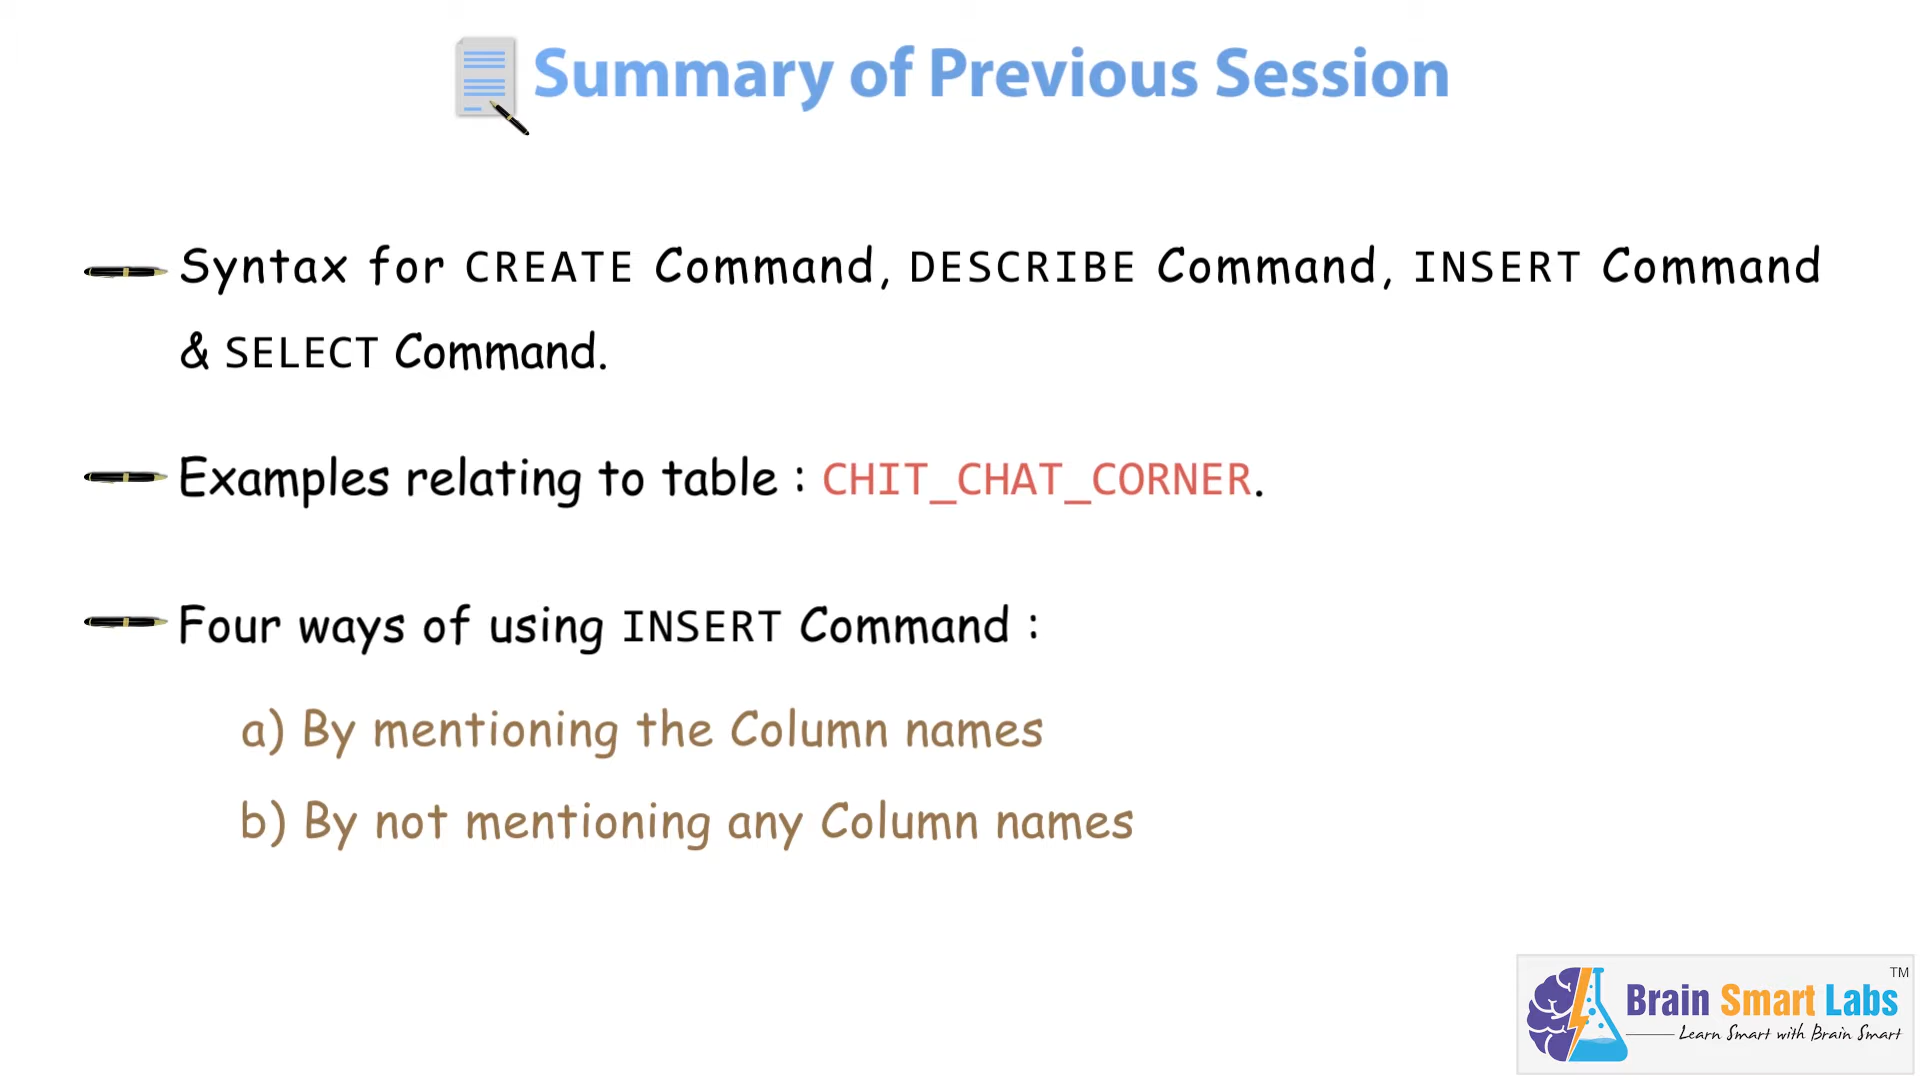 Summary of Previous Session
Syntax for CREATE Command, DESCRIBE Command, INSERT Command
& SELECT Command.
Examples relating to table : CHIT_CHAT_CORNER.
Four ways of using INSERT Command :
a) By mentioning the Column names
b) By not mentioning any Column names
TM
Brain Smart Labs
Learn Smart with Brain Smart